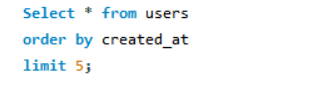 Select * from users
order by created_at
limit 5;